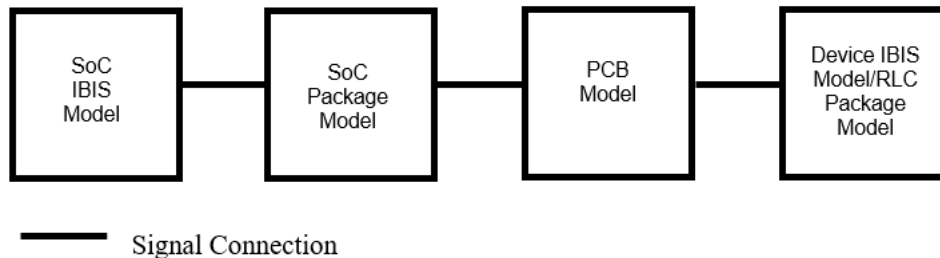 SoC
IBIS
Model
SoC
Package
Model
PCB
Model
Device IBIS
Model/RLC
Package
Model
Signal Connection